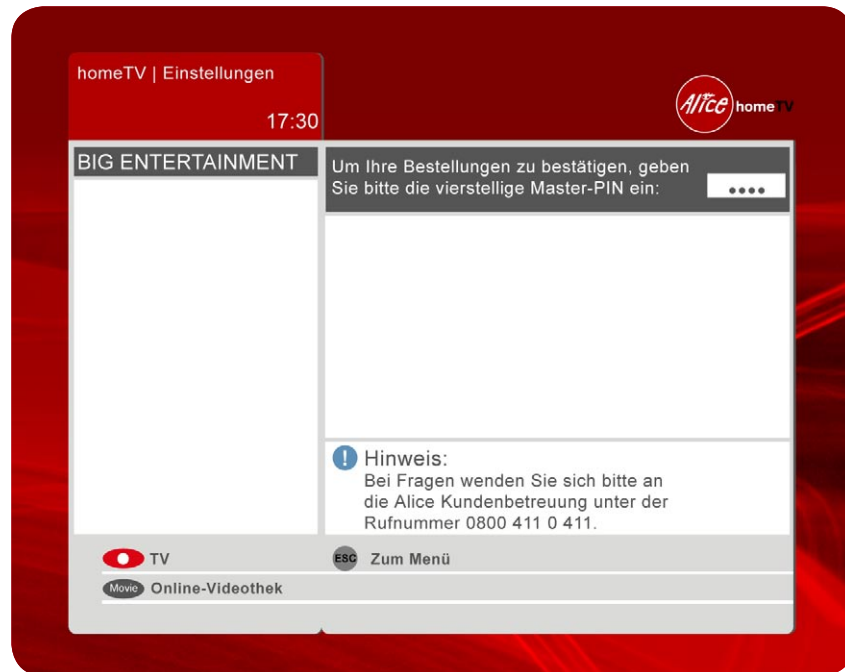 homeTV | Einstellungen
17:30
Alice homeTV
BIG ENTERTAINMENT
Um Ihre Bestellungen zu bestätigen, geben
Sie bitte die vierstellige Master-PIN ein:
••••
! Hinweis:
Bei Fragen wenden Sie sich bitte an
die Alice Kundenbetreuung unter der
Rufnummer 0800 411 0 411.
TV
ESC Zum Menü
Movie Online-Videothek